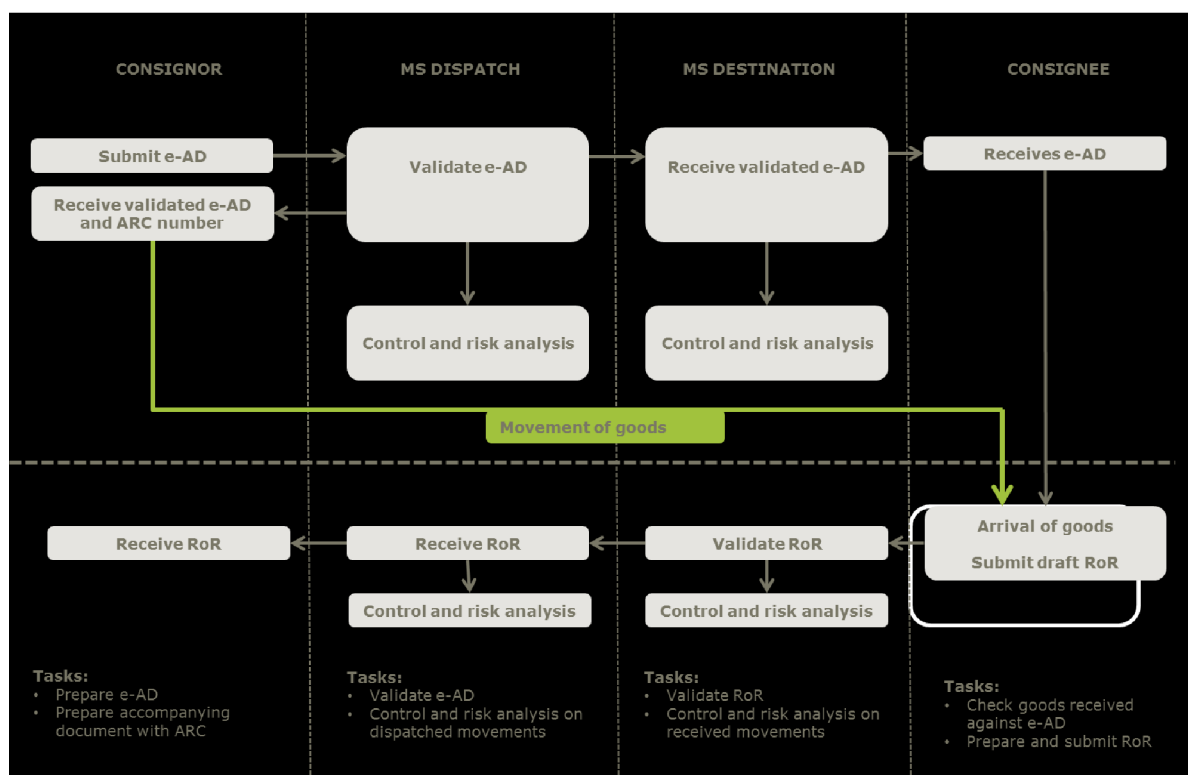 CONSIGNOR
MS DISPATCH
MS DESTINATION
CONSIGNEE
Submit e-AD
Validate e-AD
Receive validated e-AD
Receives e-AD
Receive validated e-AD
and ARC number
Control and risk analysis
Control and risk analysis
Movement of goods
Arrival of goods
Submit draft RoR
Receive RoR
Receive RoR
Validate RoR
Control and risk analysis
Control and risk analysis
Tasks:
• Prepare e-AD
• Prepare accompanying
document with ARC
Tasks:
• Validate e-AD
• Control and risk analysis on
dispatched movements
Tasks:
• Validate RoR
• Control and risk analysis on
received movements
Tasks:
• Check goods received
against e-AD
• Prepare and submit RoR